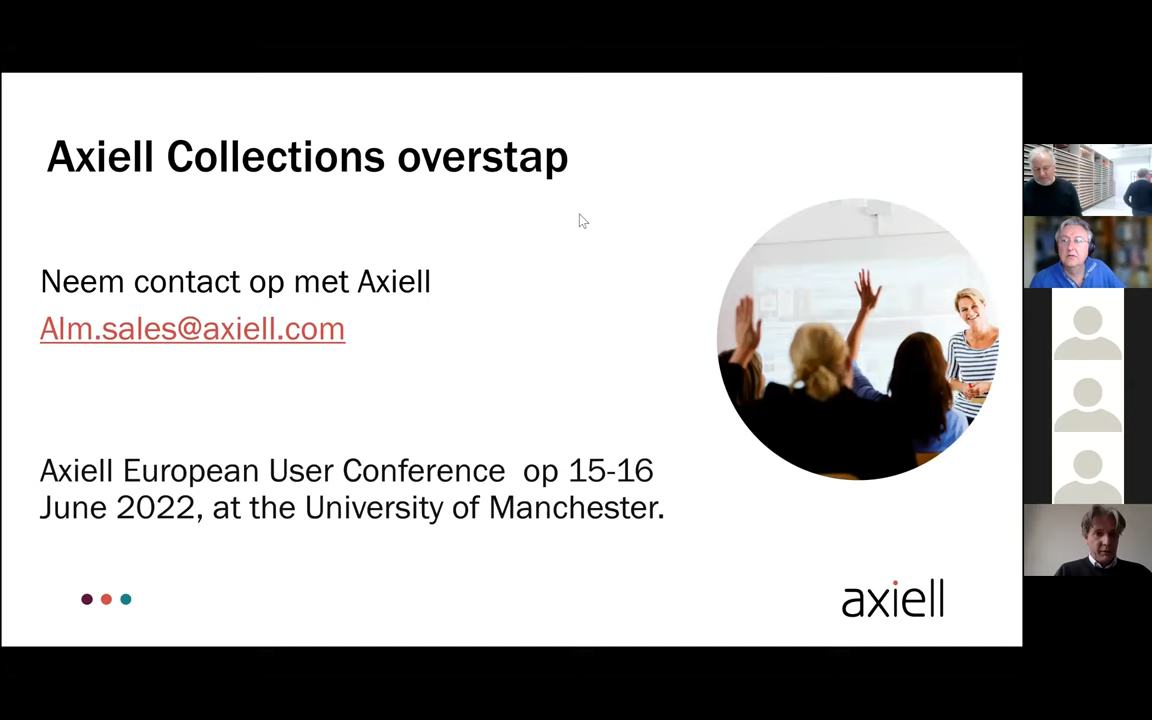 Axiell Collections overstap
Neem contact op met Axiell
Alm.sales@axiell.com
Axiell European User Conference  op 15-16
June 2022, at the University of Manchester.
axiell